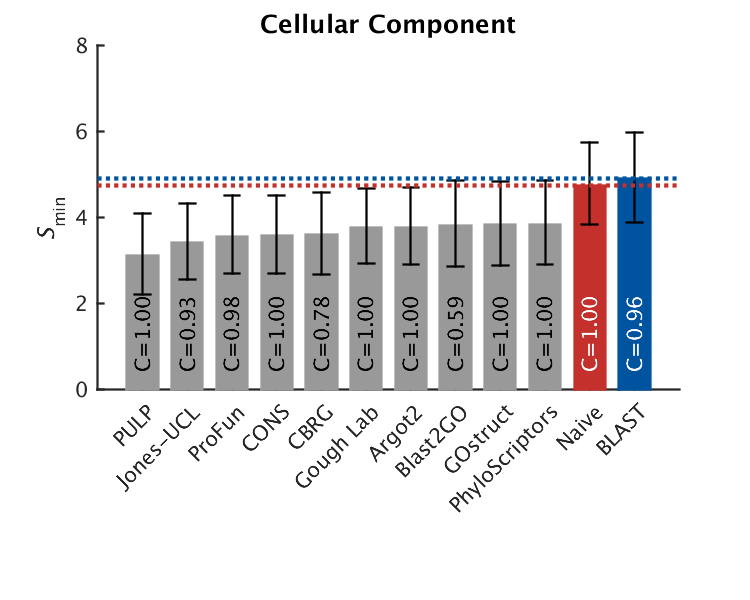 Cellular Component
8
6
4
2
0
Smin
C=1.00
C=0.93
C=0.98
C=1.00
C=0.78
C=1.00
C=1.00
C=0.59
C=1.00
C=1.00
C=1.00
C=0.96
PULP
Jones-UCL
ProFun
CONS
CBRG
Gough Lab
Argot2
Blast2GO
GOstruct
PhyloScriptors
Naive
BLAST